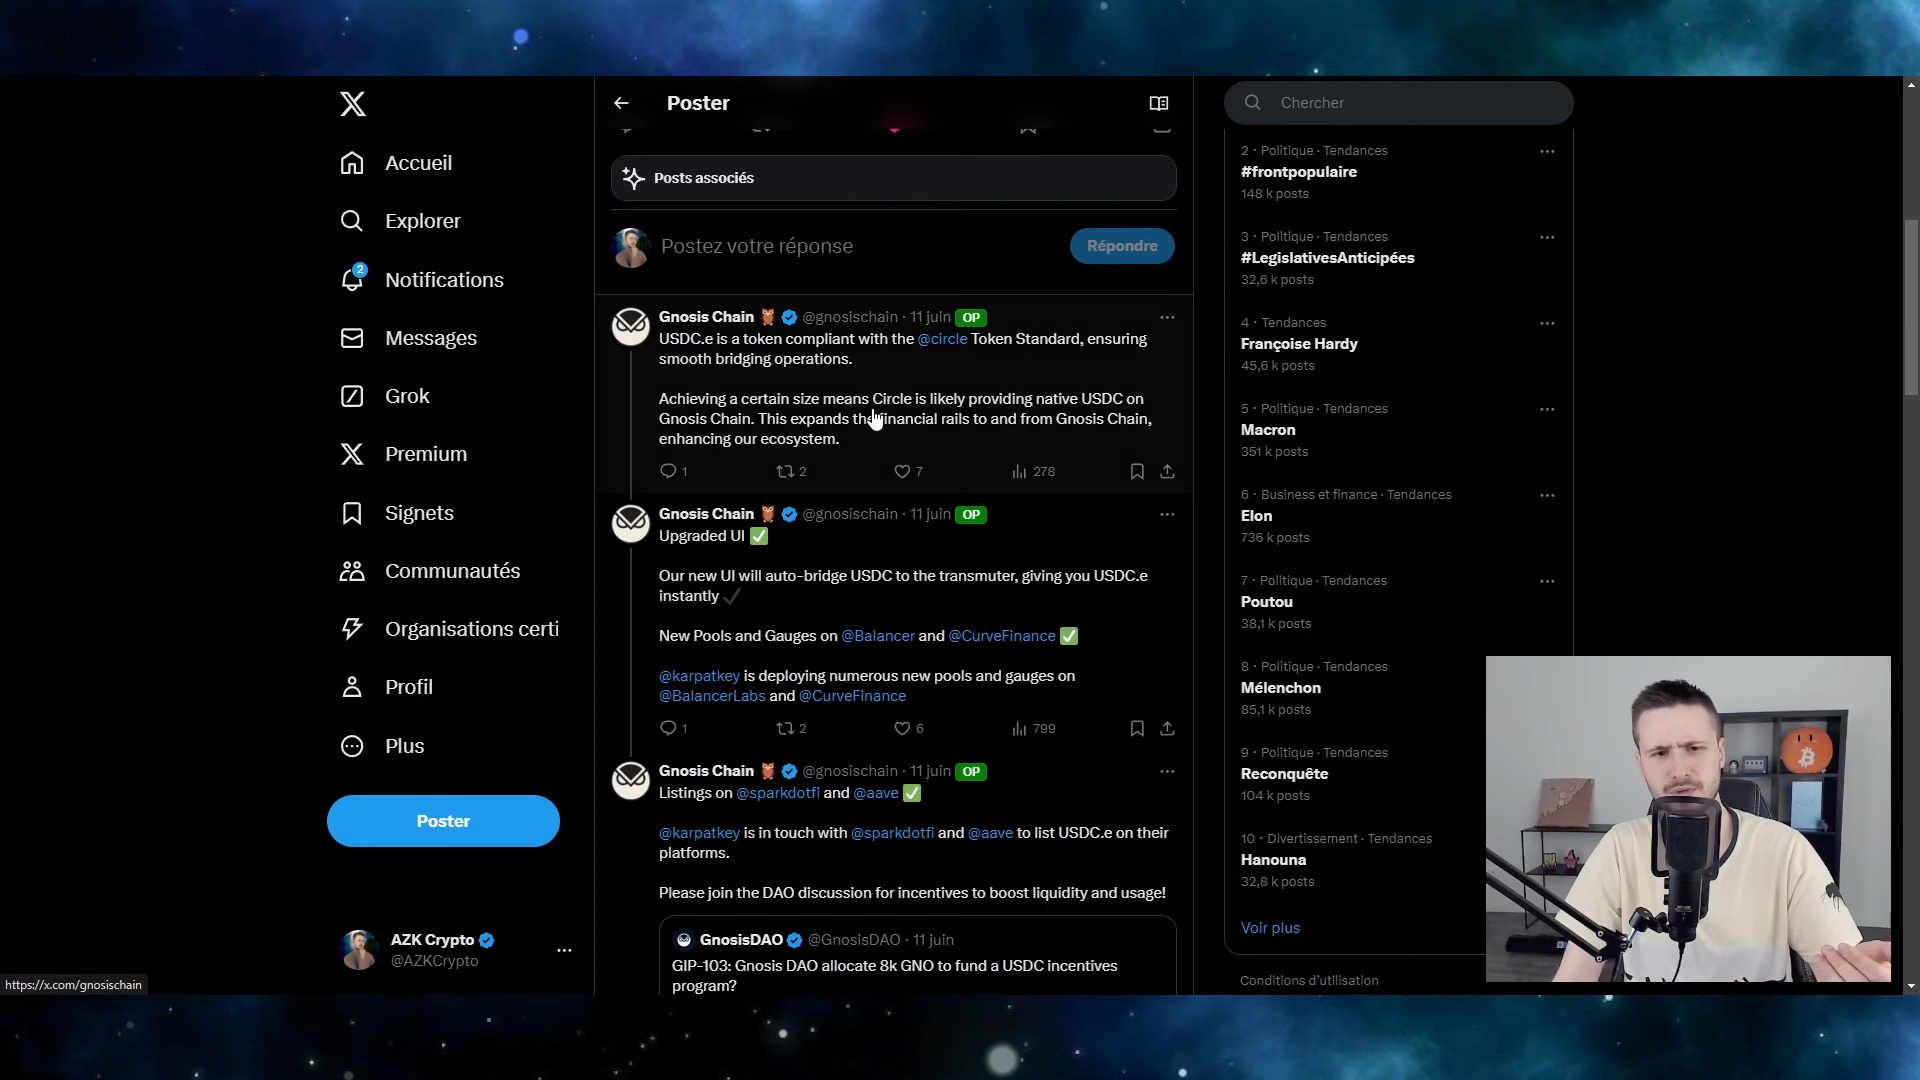 Accueil
Explorer
2
Notifications
Messages
Grok
Premium
Signets
Communautés
Organisations certi
Profil
Plus
Poster
AZK Crypto
@AZKCrypto
https://x.com/gnosischain
Poster
Posts associés
Postez votre réponse
Répondre
Gnosis Chain 🦉 @gnosischain · 11 juin OP
USDC.e is a token compliant with the @circle Token Standard, ensuring
smooth bridging operations.
Achieving a certain size means Circle is likely providing native USDC on
Gnosis Chain. This expands the financial rails to and from Gnosis Chain,
enhancing our ecosystem.
1 2 7 278
Gnosis Chain 🦉 @gnosischain · 11 juin OP
Upgraded UI ✅
Our new UI will auto-bridge USDC to the transmuter, giving you USDC.e
instantly ✔️
New Pools and Gauges on @Balancer and @CurveFinance ✅
@karpatkey is deploying numerous new pools and gauges on
@BalancerLabs and @CurveFinance
1 2 6 799
Gnosis Chain 🦉 @gnosischain · 11 juin OP
Listings on @sparkdotfi and @aave ✅
@karpatkey is in touch with @sparkdotfi and @aave to list USDC.e on their
platforms.
Please join the DAO discussion for incentives to boost liquidity and usage!
GnosisDAO @GnosisDAO · 11 juin
GIP-103: Gnosis DAO allocate 8k GNO to fund a USDC incentives
program?
Chercher
2 · Politique · Tendances
#frontpopulaire
148 k posts
3 · Politique · Tendances
#LegislativesAnticipées
32,6 k posts
4 · Tendances
Françoise Hardy
45,6 k posts
5 · Politique · Tendances
Macron
351 k posts
6 · Business et finance · Tendances
Elon
736 k posts
7 · Politique · Tendances
Poutou
38,1 k posts
8 · Politique · Tendances
Mélenchon
85,1 k posts
9 · Politique · Tendances
Reconquête
104 k posts
10 · Divertissement · Tendances
Hanouna
32,8 k posts
Voir plus
Conditions d'utilisation